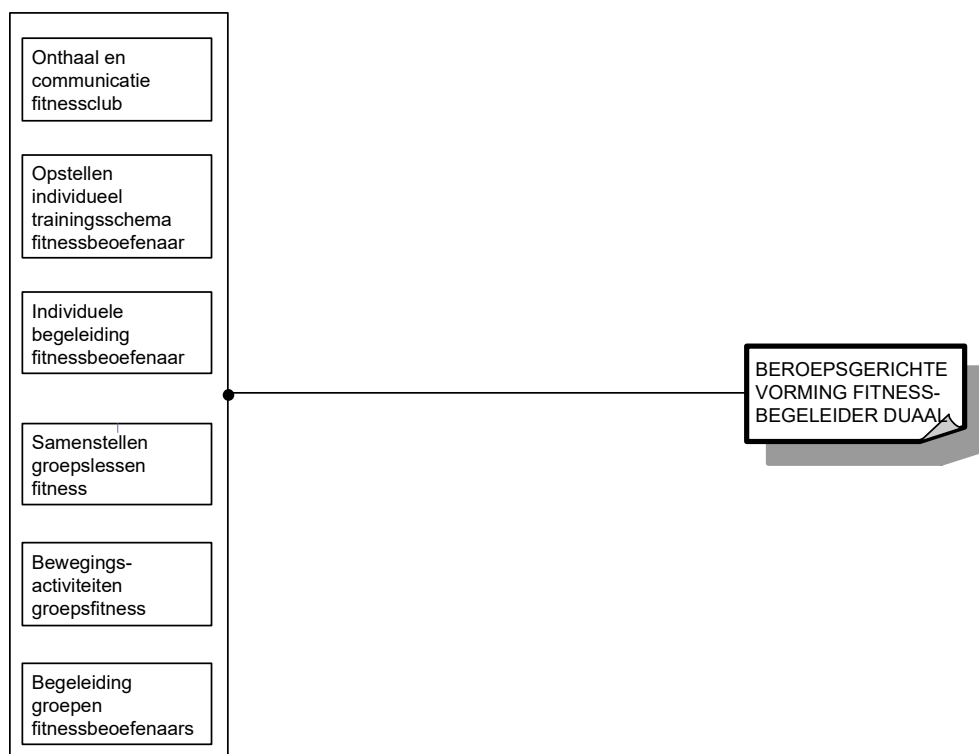 Onthaal en
communicatie
fitnessclub
Opstellen
individueel
trainingsschema
fitnessbeoefenaar
Individuele
begeleiding
fitnessbeoefenaar
Samenstellen
groepslessen
fitness
Bewegings-
activiteiten
groepsfitness
Begeleiding
groepen
fitnessbeoefenaars
BEROEPSGERICHTE
VORMING FITNESS-
BEGELEIDER DUAAL